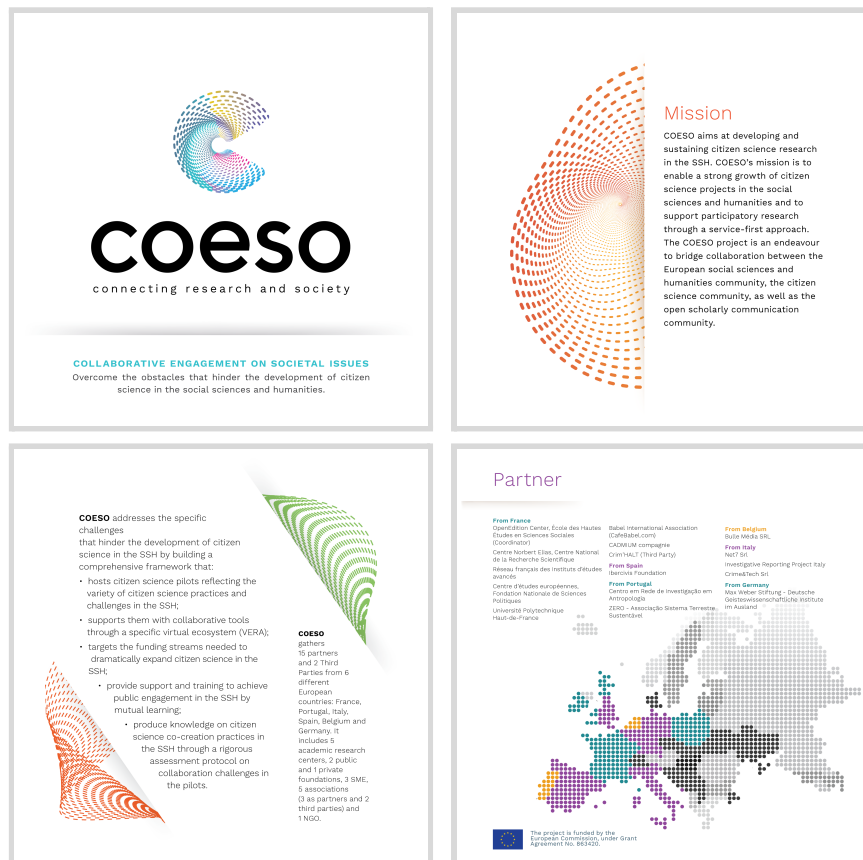 coeso
connecting research and society
COLLABORATIVE ENGAGEMENT ON SOCIETAL ISSUES
Overcome the obstacles that hinder the development of citizen
science in the social sciences and humanities.
Mission
COESO aims at developing and
sustaining citizen science research
in the SSH. COESO's mission is to
enable a strong growth of citizen
science projects in the social
sciences and humanities and to
support participatory research
through a service-first approach.
The COESO project is an endeavour
to bridge collaboration between the
European social sciences and
humanities community, the citizen
science community, as well as the
open scholarly communication
community.
COESO addresses the specific
challenges
that hinder the development of citizen
science in the SSH by building a
comprehensive framework that:
• hosts citizen science pilots reflecting the
variety of citizen science practices and
challenges in the SSH;
• supports them with collaborative tools
through a specific virtual ecosystem (VERA);
• targets the funding streams needed to
dramatically expand citizen science in the
SSH;
• provide support and training to achieve
public engagement in the SSH by
mutual learning;
• produce knowledge on citizen
science co-creation practices in
the SSH through a rigorous
assessment protocol on
collaboration challenges in
the pilots.
COESO
gathers
15 partners
and 2 Third
Parties from 6
different
European
countries: France,
Portugal, Italy,
Spain, Belgium and
Germany. It
includes 5
academic research
centers, 2 public
and 1 private
foundations, 3 SME,
5 associations
(3 as partners and 2
third parties) and
1 NGO.
Partner
From France
OpenEdition Center, École des Hautes
Études en Sciences Sociales
(Coordinator)
Centre Norbert Elias, Centre National
de la Recherche Scientifique
Réseau français des instituts d'études
avancés
Centre d'études européennes,
Fondation Nationale de Sciences
Politiques
Université Polytechnique
Haut-de-France
Babel International Association
(CafeBabel.com)
CADMIUM compagnie
Crim'HALT (Third Party)
From Spain
Ibercivis Foundation
From Portugal
Centro em Rede de Investigação em
Antropologia
ZERO - Associação Sistema Terrestre
Sustentável
From Belgium
Bulle Média SRL
From Italy
Net7 Srl
Investigative Reporting Project Italy
Crime&Tech Srl
From Germany
Max Weber Stiftung - Deutsche
Geisteswissenschaftliche Institute
im Ausland
The project is funded by the
European Commission, under Grant
Agreement No. 863420.